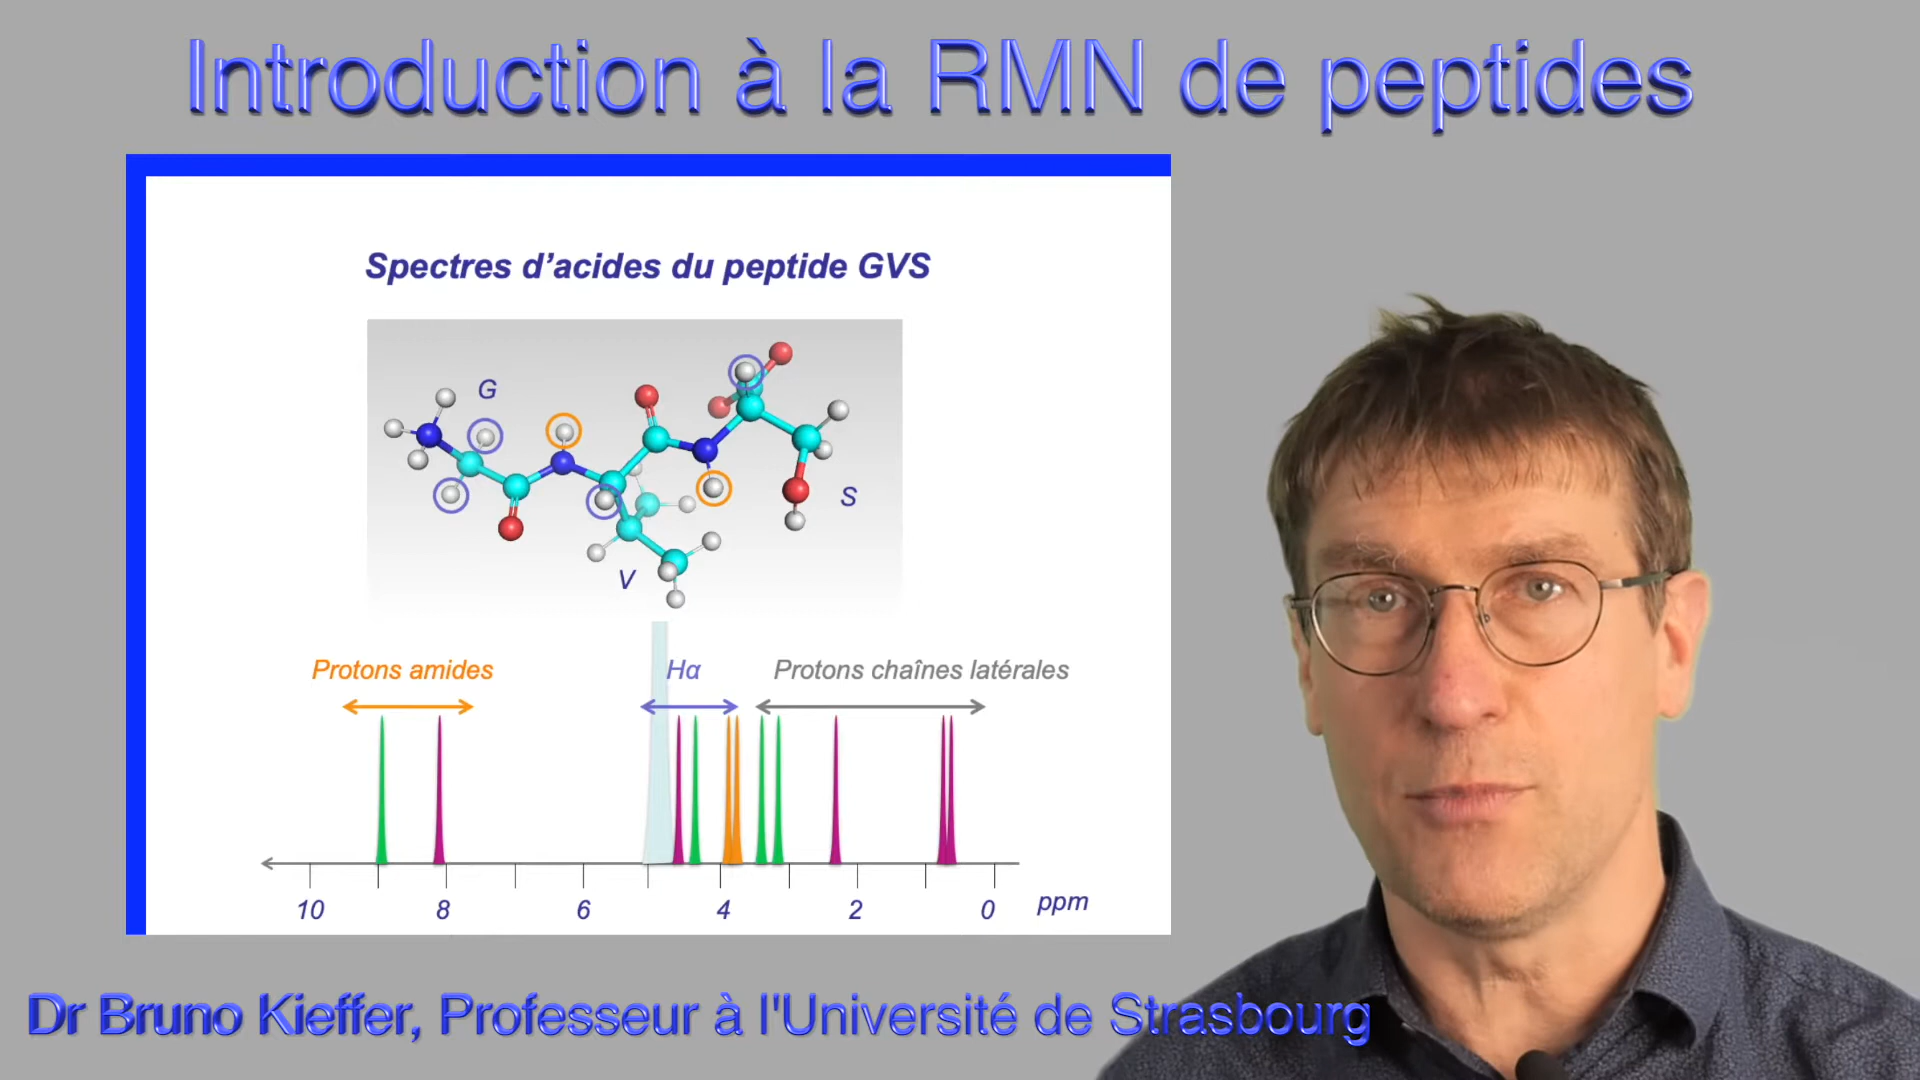 Introduction à la RMN de peptides
Spectres d'acides du peptide GVS
G
S
V
Protons amides
Hα
Protons chaînes latérales
10 8 6 4 2 0 ppm
Dr Bruno Kieffer, Professeur à l'Université de Strasbourg